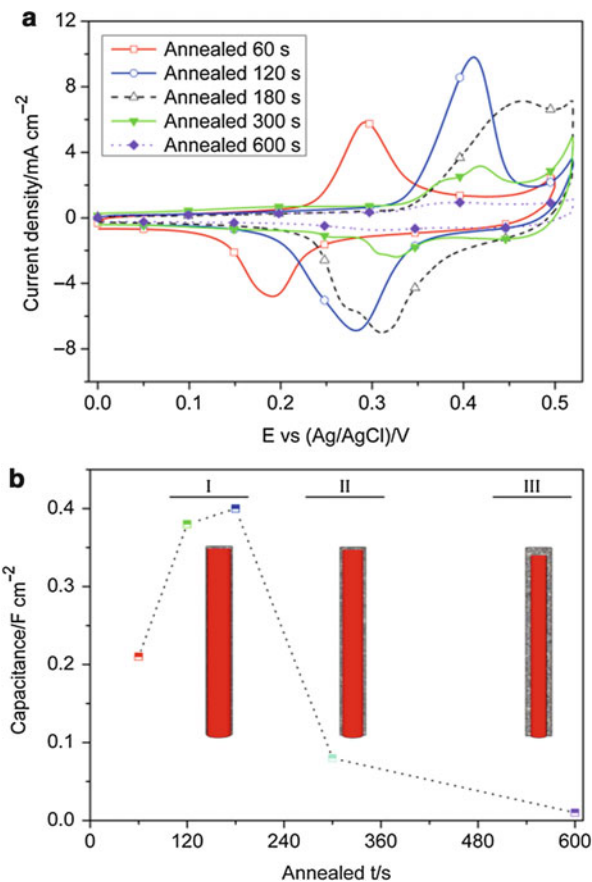 a
12
8
4
0
−4
−8
Current density/mA cm−2
Annealed 60 s
Annealed 120 s
Annealed 180 s
Annealed 300 s
Annealed 600 s
0.0 0.1 0.2 0.3 0.4 0.5
E vs (Ag/AgCl)/V
b
I II III
0.4
0.3
0.2
0.1
0.0
Capacitance/F cm−2
0 120 240 360 480 600
Annealed t/s